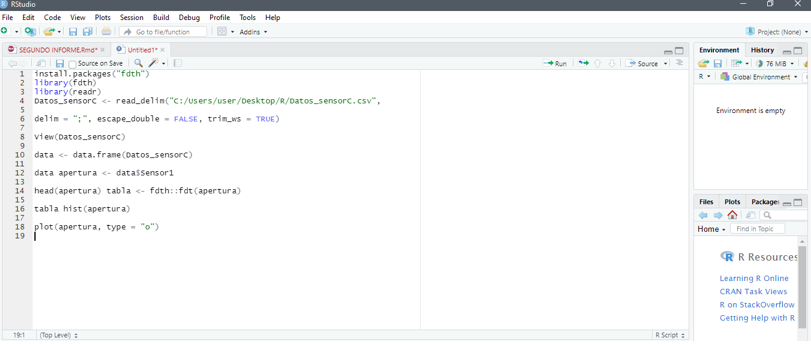 RStudio
File Edit Code View Plots Session Build Debug Profile Tools Help
Go to file/function Addins Project: (None)
SEGUNDO INFORME.Rmd* Untitled1*
Source on Save Run Source
1 install.packages("fdth")
2 library(fdth)
3 library(readr)
4 Datos_sensorC <- read_delim("C:/Users/user/Desktop/R/Datos_sensorC.csv",
5
6 delim = ";", escape_double = FALSE, trim_ws = TRUE)
7
8 View(Datos_sensorC)
9
10 data <- data.frame(Datos_sensorC)
11
12 data apertura <- data$Sensor1
13
14 head(apertura) tabla <- fdth::fdt(apertura)
15
16 tabla hist(apertura)
17
18 plot(apertura, type = "o")
19
19:1 (Top Level) R Script
Environment History
76 MiB
R Global Environment
Environment is empty
Files Plots Packages
Home Find in Topic
R Resources
Learning R Online
CRAN Task Views
R on StackOverflow
Getting Help with R